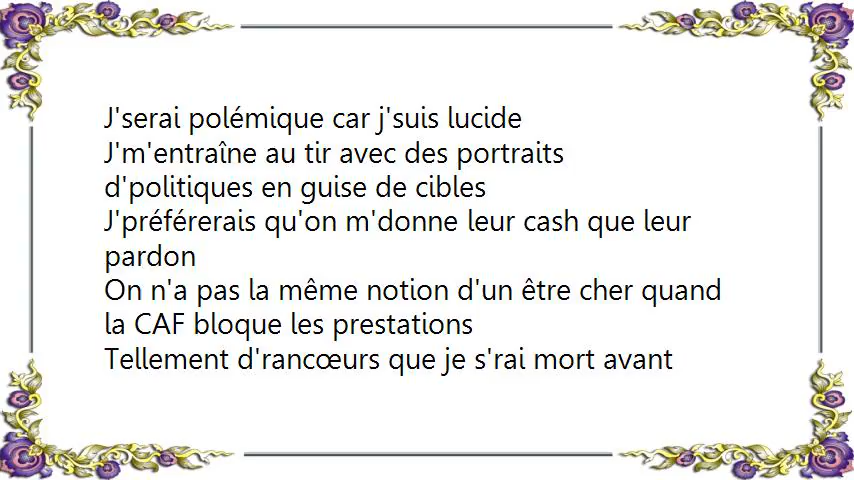 J'serai polémique car j'suis lucide
J'm'entraîne au tir avec des portraits
d'politiques en guise de cibles
J'préférerais qu'on m'donne leur cash que leur
pardon
On n'a pas la même notion d'un être cher quand
la CAF bloque les prestations
Tellement d'rancœurs que je s'rai mort avant